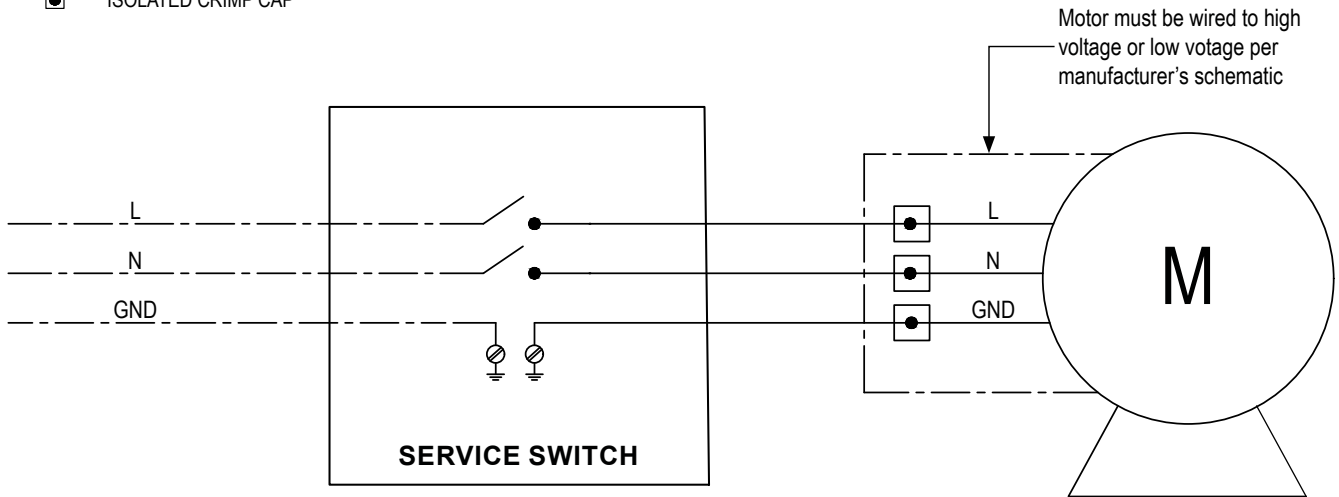 ISOLATED CRIMP CAP
Motor must be wired to high
voltage or low votage per
manufacturer's schematic
L
L
N
N
GND
GND
M
SERVICE SWITCH